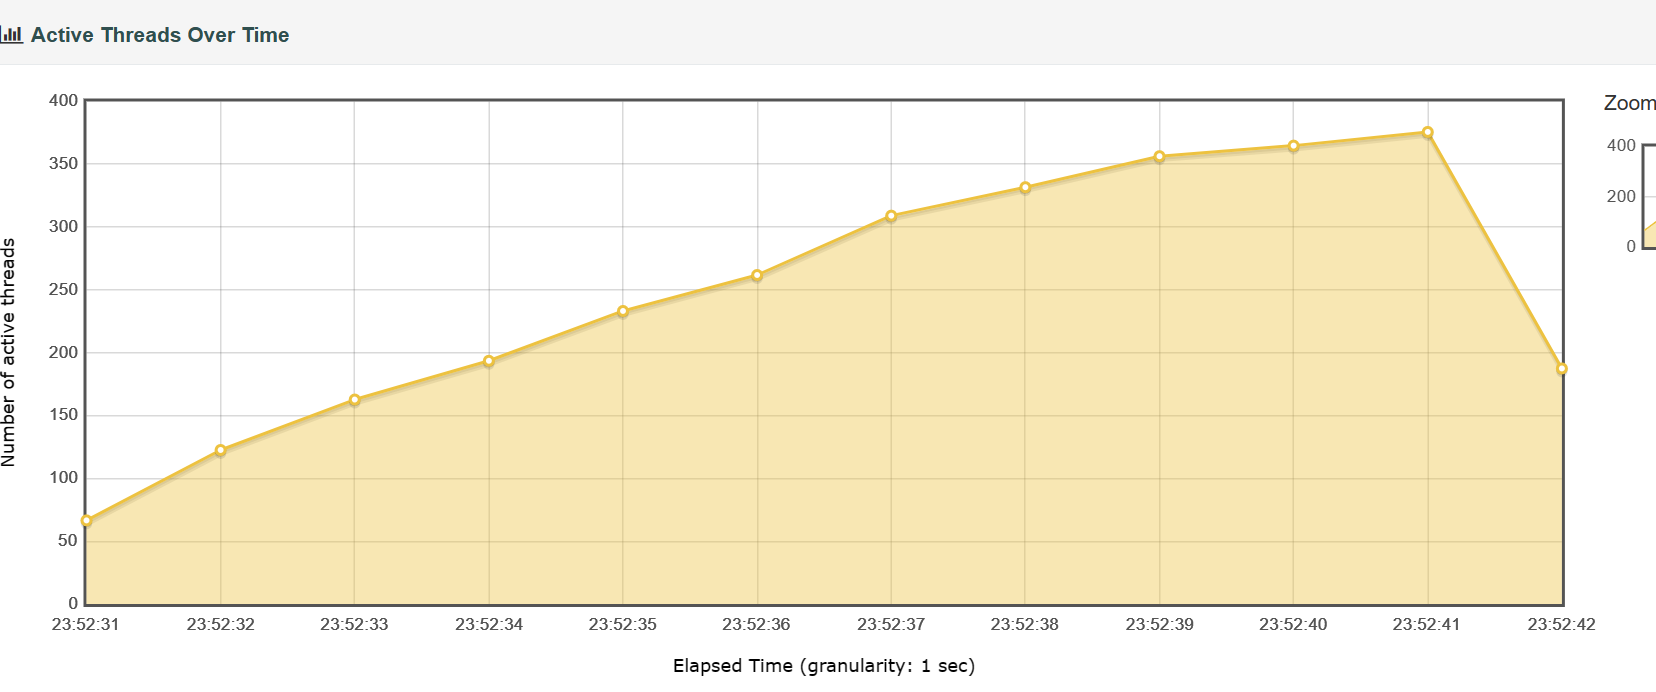 Active Threads Over Time
Number of active threads
400
350
300
250
200
150
100
50
0
23:52:31 23:52:32 23:52:33 23:52:34 23:52:35 23:52:36 23:52:37 23:52:38 23:52:39 23:52:40 23:52:41 23:52:42
Elapsed Time (granularity: 1 sec)
Zoom
400
200
0